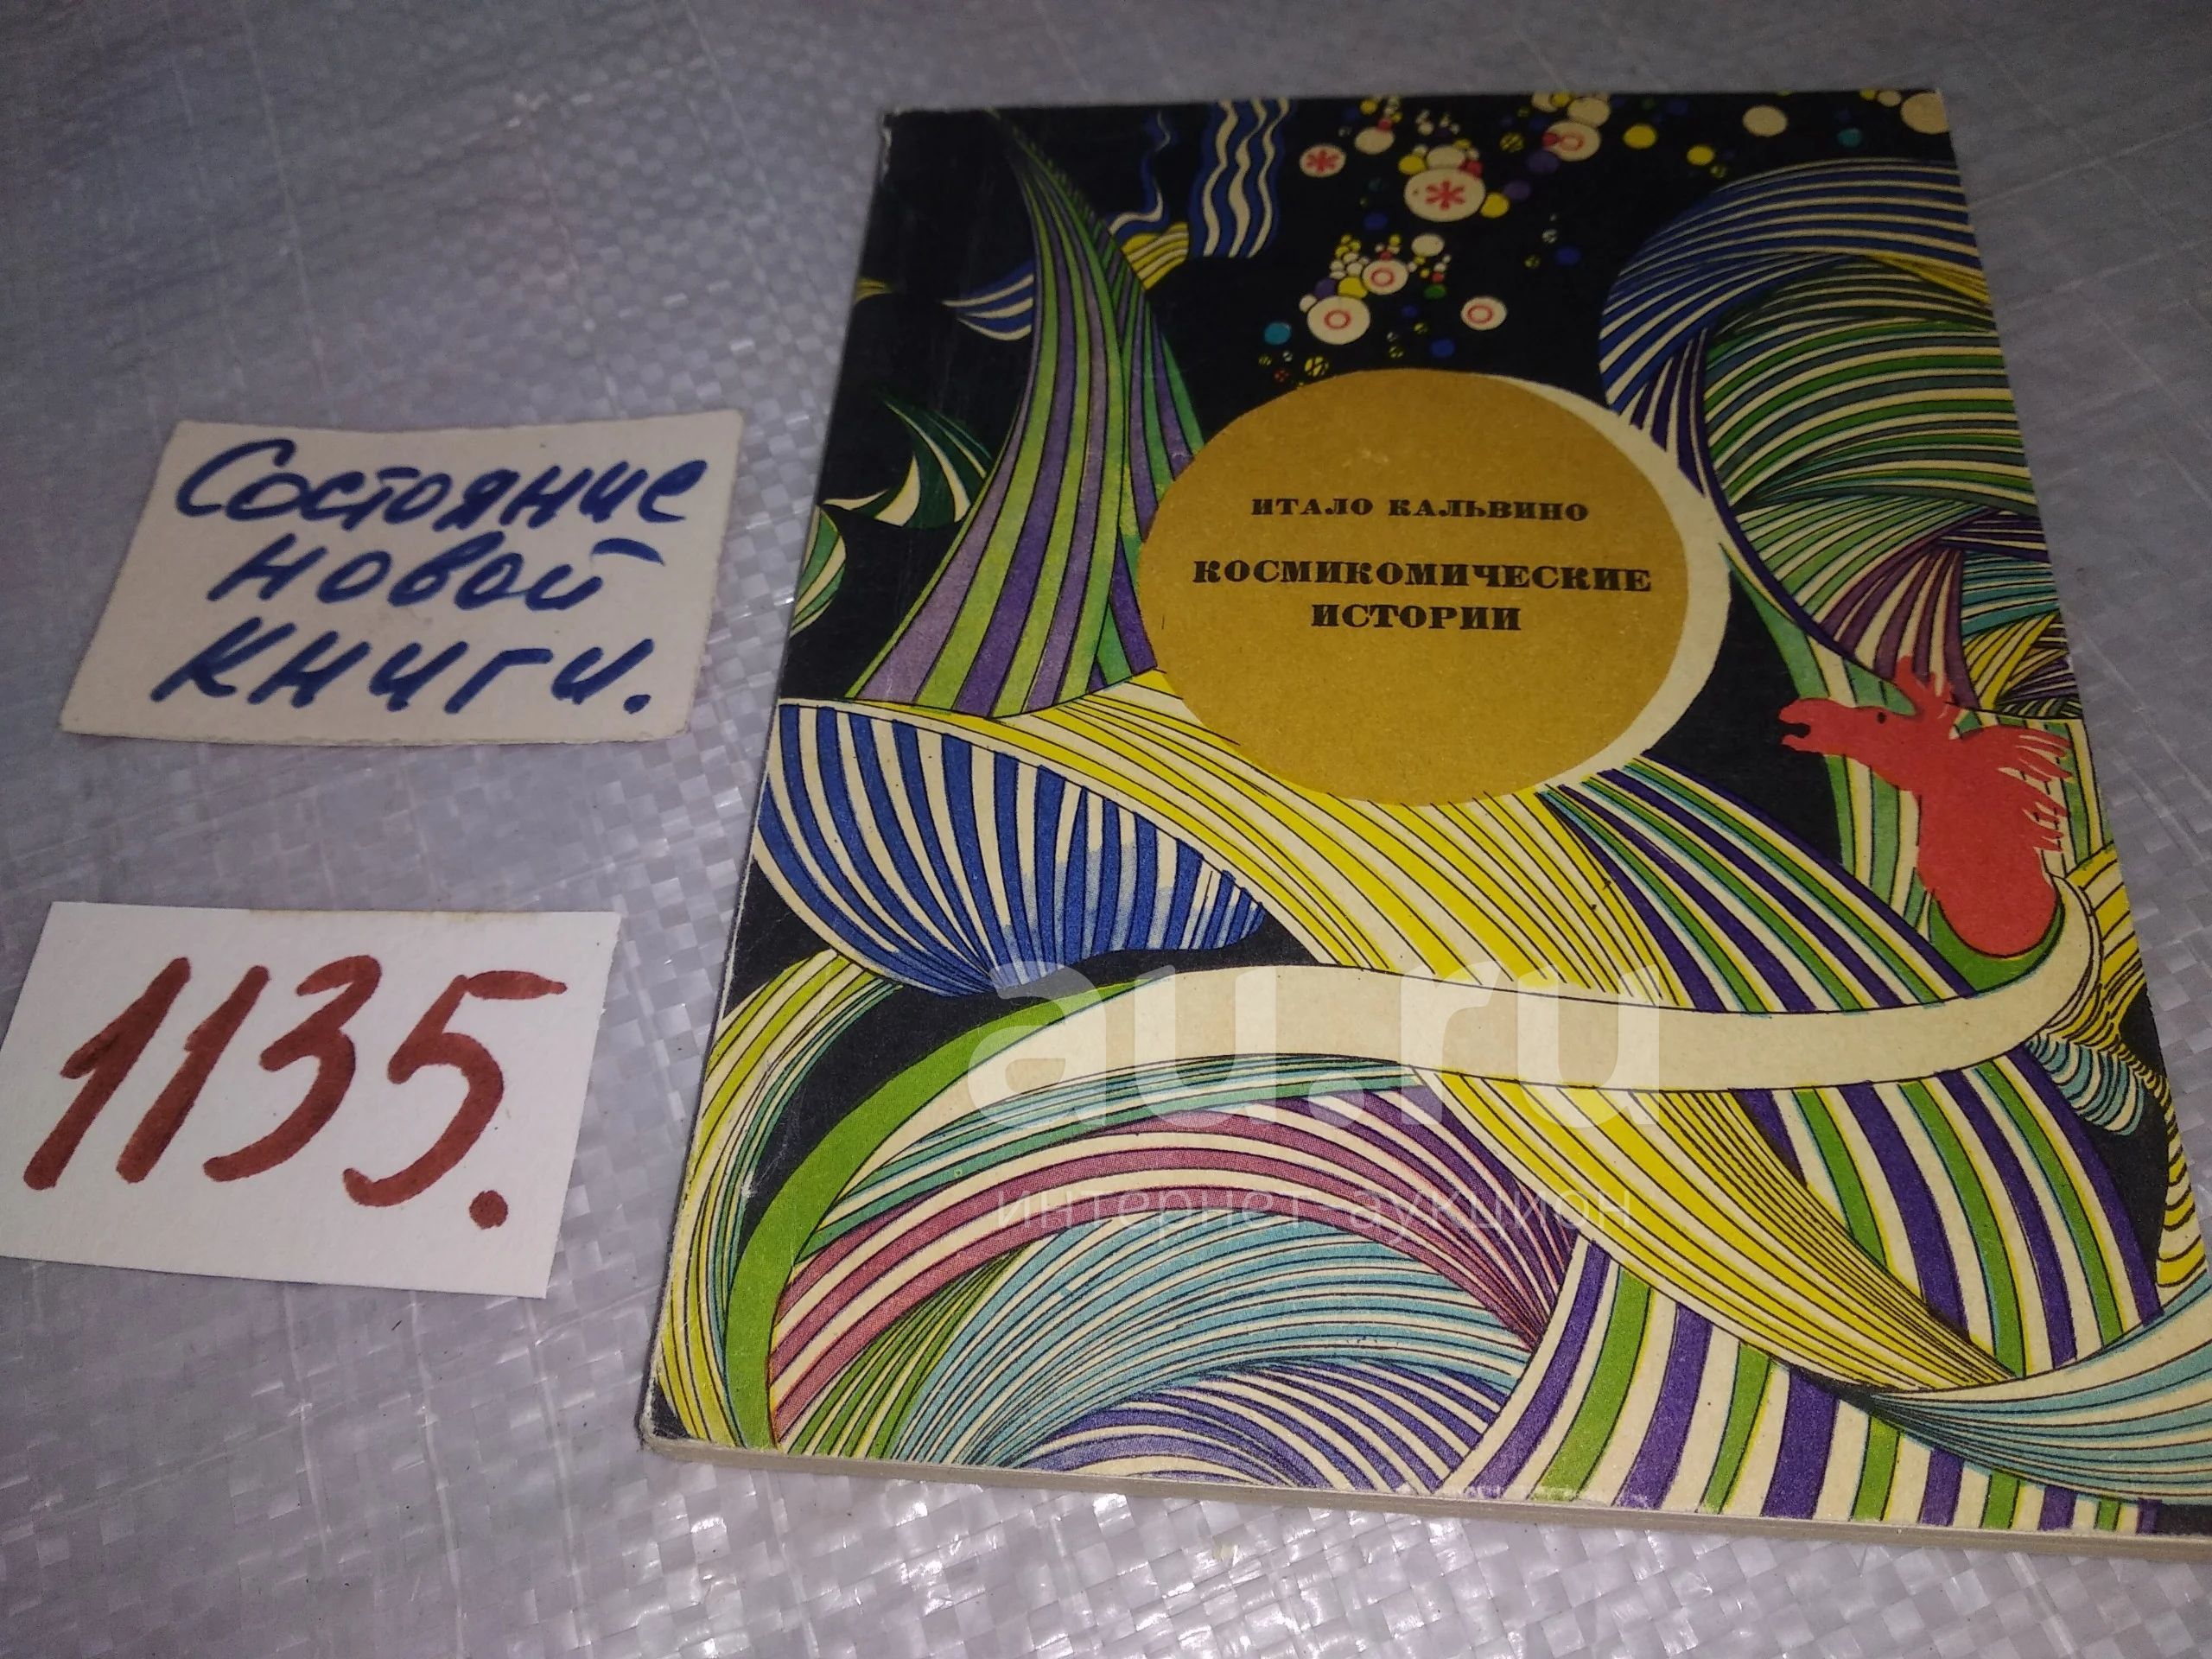 Состояние
новой
книги.
1135.
ИТАЛО КАЛЬВИНО
КОСМИКОМИЧЕСКИЕ
ИСТОРИИ
au.ru
интернет-аукцион